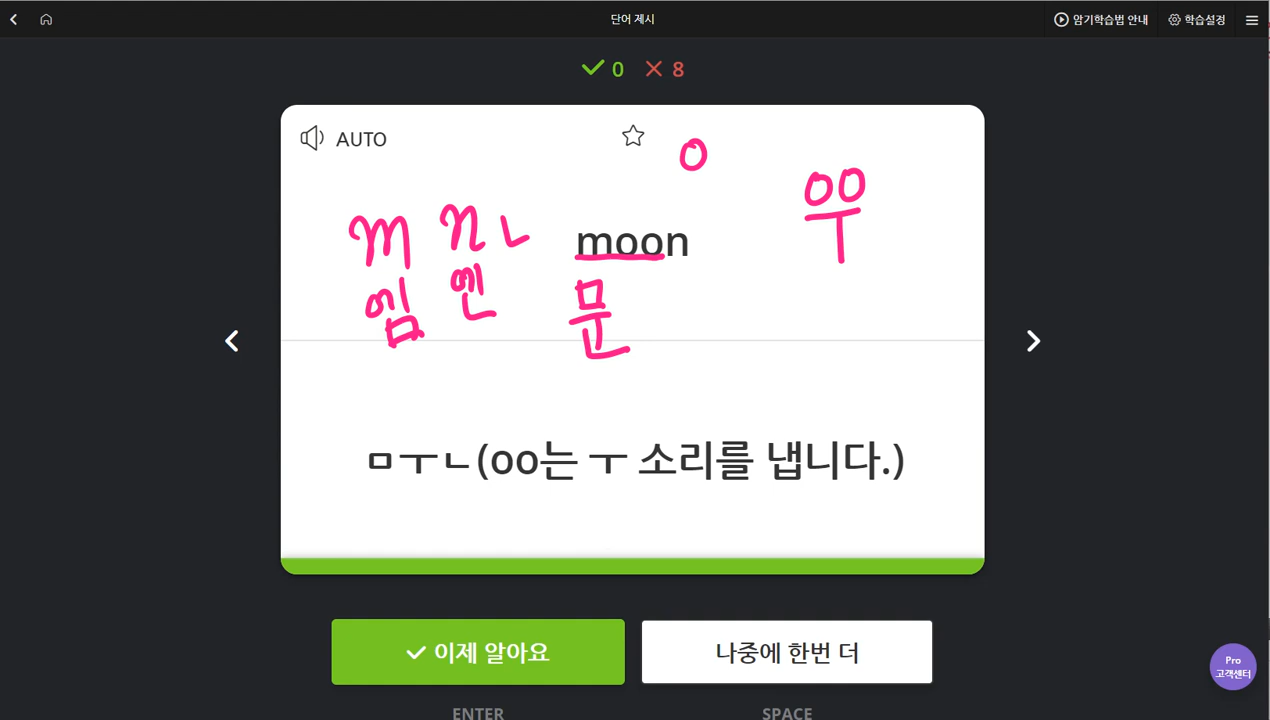 단어 제시
암기학습법 안내
학습설정
0 8
AUTO
o
m n ㄴ moon
엠 엔 문
ㅁㅜㄴ(oo는 ㅜ 소리를 냅니다.)
이제 알아요
나중에 한번 더
ENTER
SPACE
Pro
고객센터